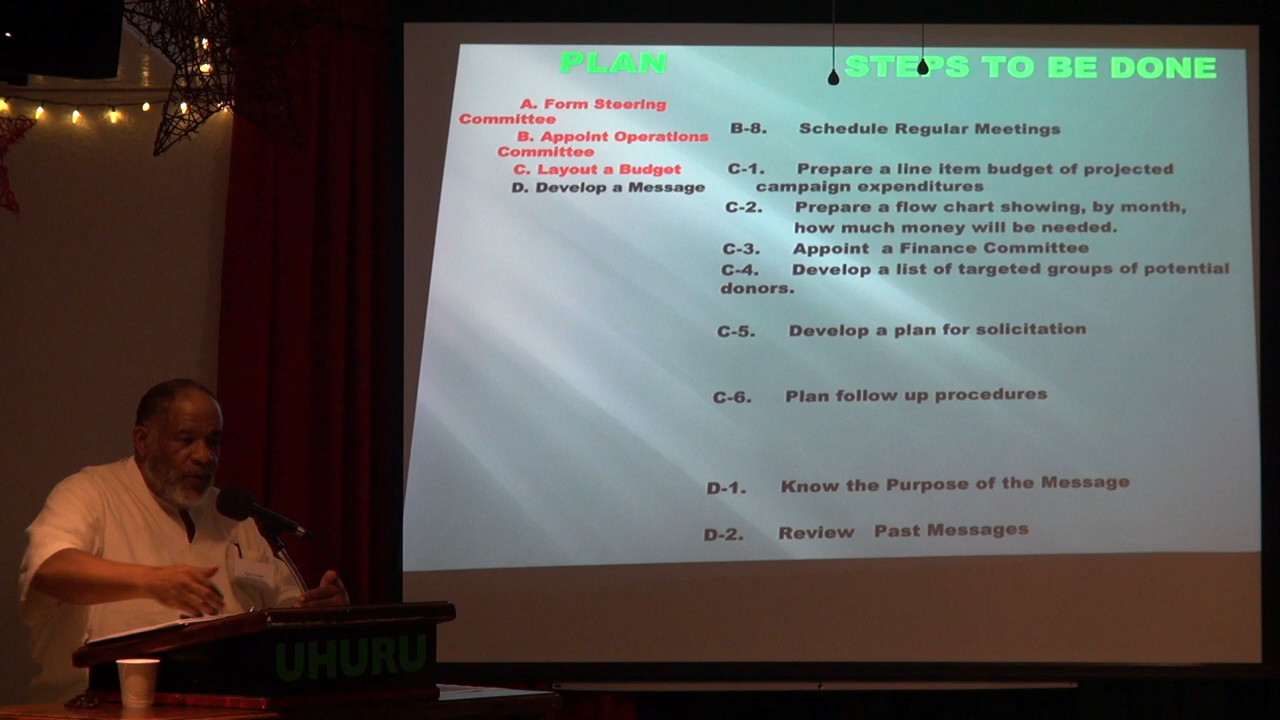 PLAN
STEPS TO BE DONE
A. Form Steering
Committee
B. Appoint Operations
Committee
C. Layout a Budget
D. Develop a Message
B-8. Schedule Regular Meetings
C-1. Prepare a line item budget of projected
campaign expenditures
C-2. Prepare a flow chart showing, by month,
how much money will be needed.
C-3. Appoint a Finance Committee
C-4. Develop a list of targeted groups of potential
donors.
C-5. Develop a plan for solicitation
C-6. Plan follow up procedures
D-1. Know the Purpose of the Message
D-2. Review Past Messages
UHURU